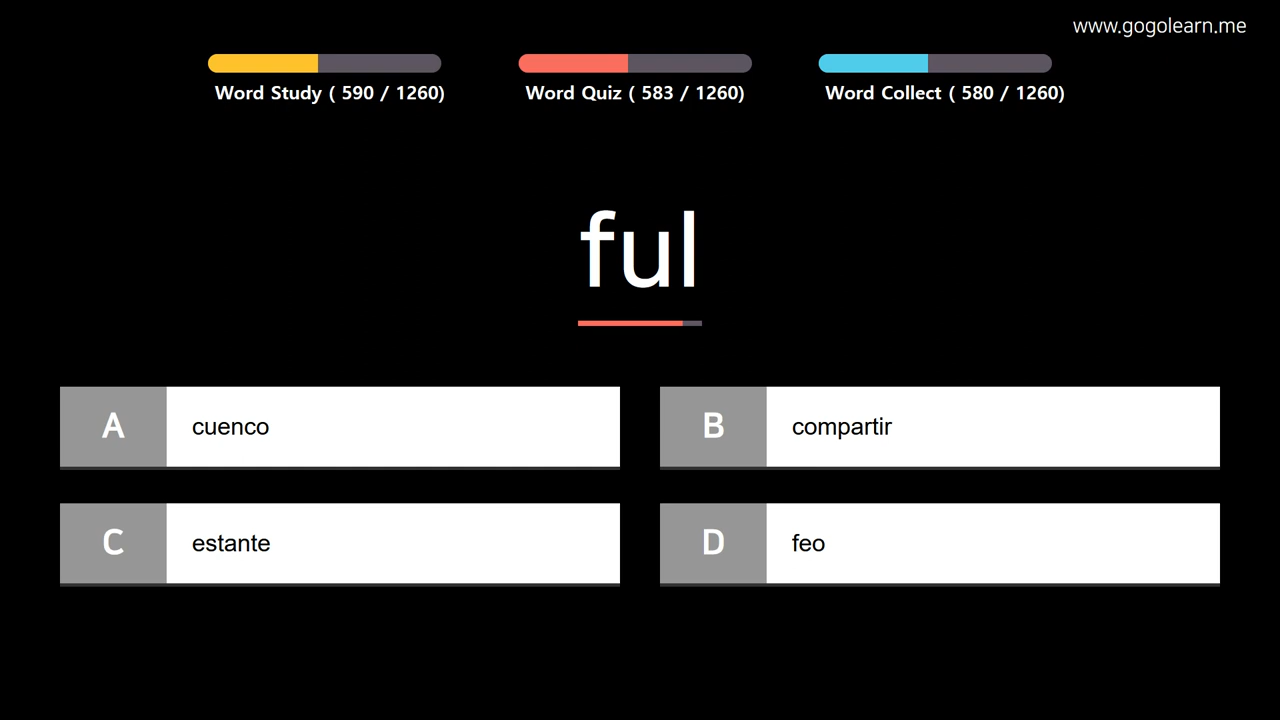 www.gogolearn.me
Word Study ( 590 / 1260)
Word Quiz ( 583 / 1260)
Word Collect ( 580 / 1260)
ful
A cuenco
B compartir
C estante
D feo